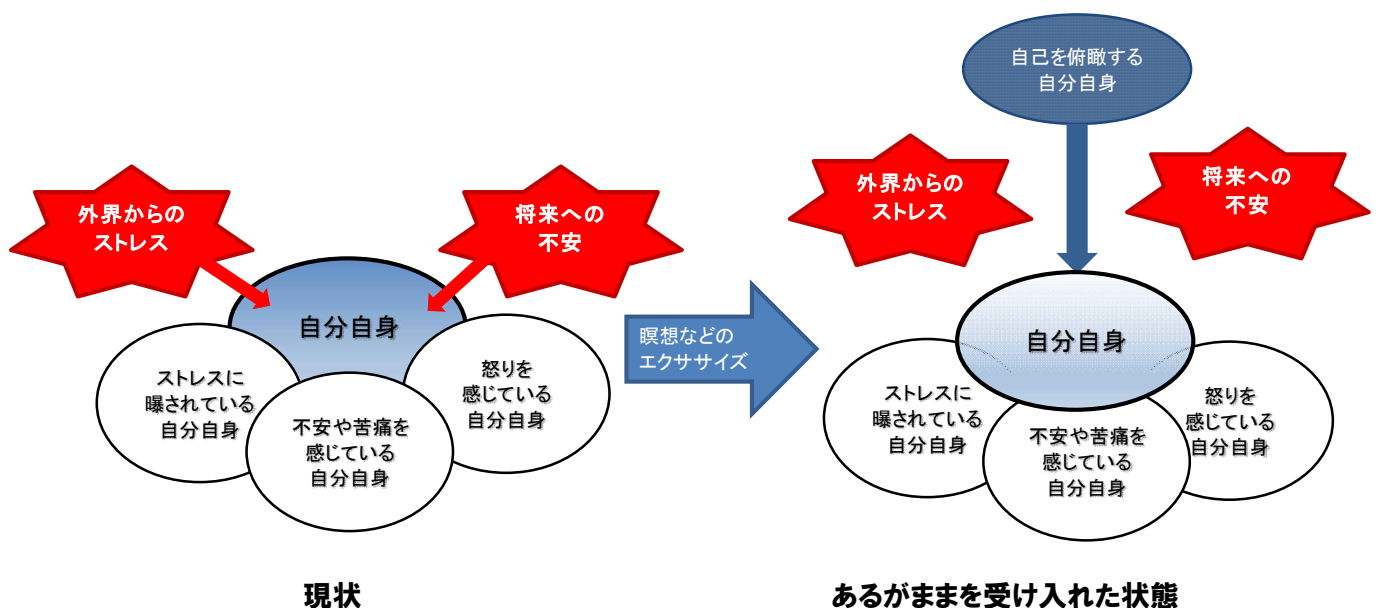 外界からの
ストレス
将来への
不安
自分自身
ストレスに
曝されている
自分自身
不安や苦痛を
感じている
自分自身
怒りを
感じている
自分自身
現状
瞑想などの
エクササイズ
自己を俯瞰する
自分自身
外界からの
ストレス
将来への
不安
自分自身
ストレスに
曝されている
自分自身
不安や苦痛を
感じている
自分自身
怒りを
感じている
自分自身
あるがままを受け入れた状態